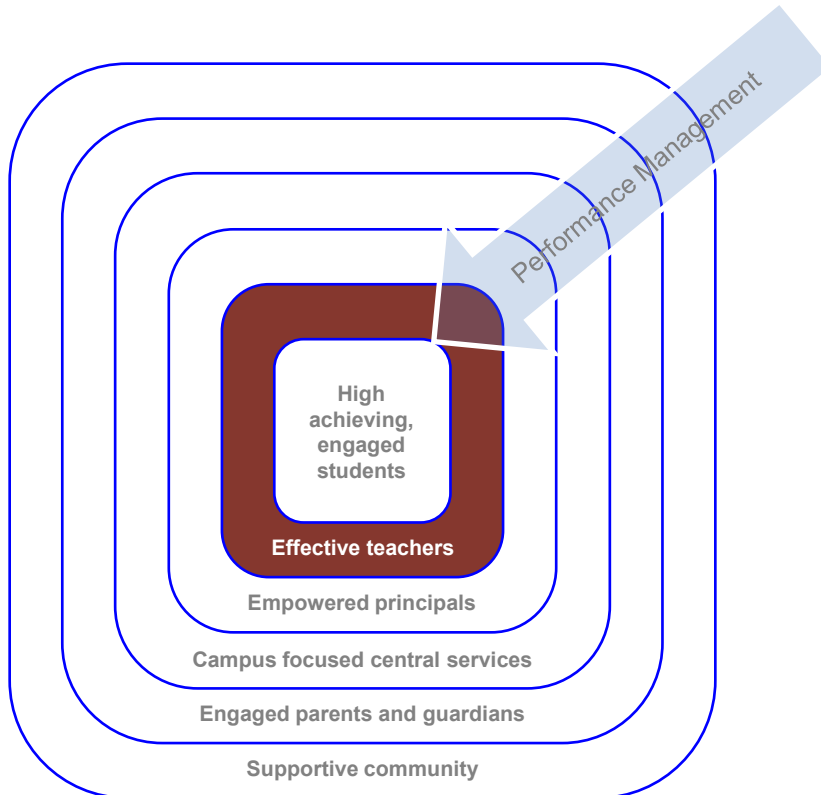 Performance Management
High
achieving,
engaged
students
Effective teachers
Empowered principals
Campus focused central services
Engaged parents and guardians
Supportive community